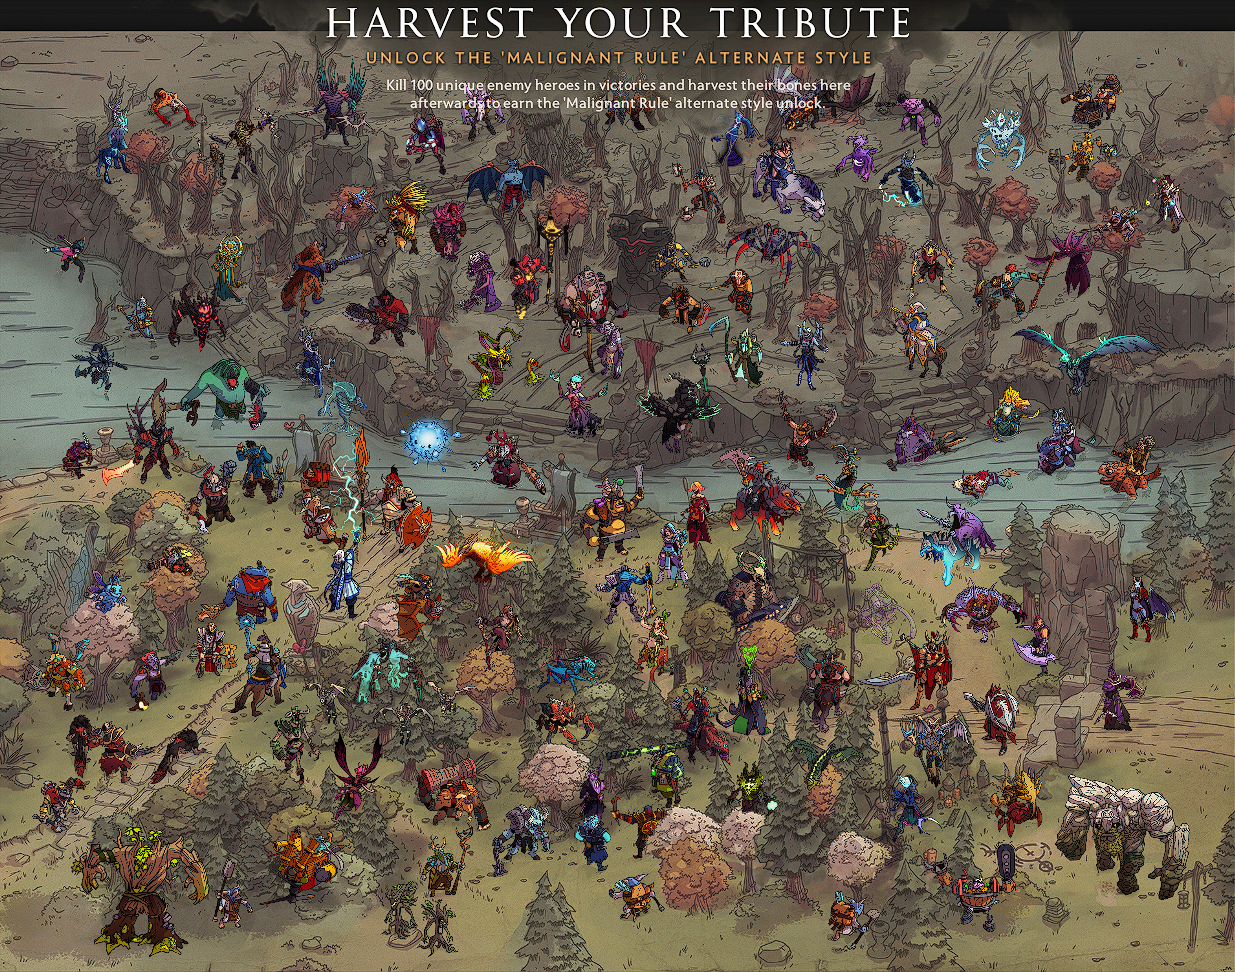 HARVEST YOUR TRIBUTE
UNLOCK THE 'MALIGNANT RULE' ALTERNATE STYLE
Kill 100 unique enemy heroes in victories and harvest their bones here
afterwards to earn the 'Malignant Rule' alternate style unlock.